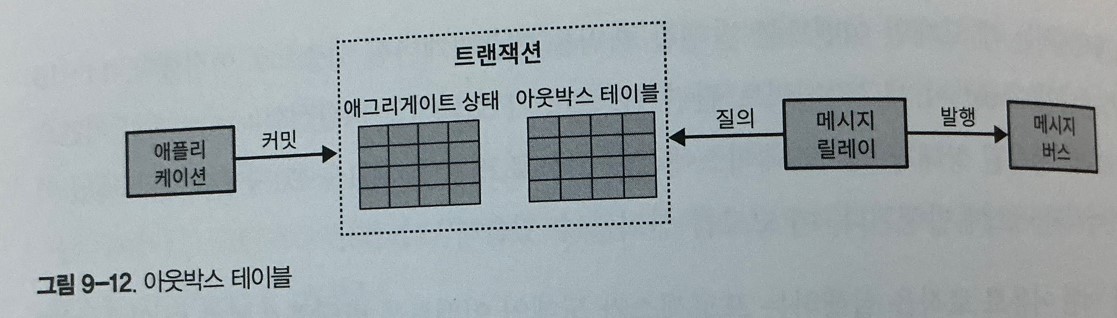 트랜잭션
애그리게이트 상태
아웃박스 테이블
애플리
케이션
커밋
질의
메시지
릴레이
발행
메시지
버스
그림 9-12. 아웃박스 테이블